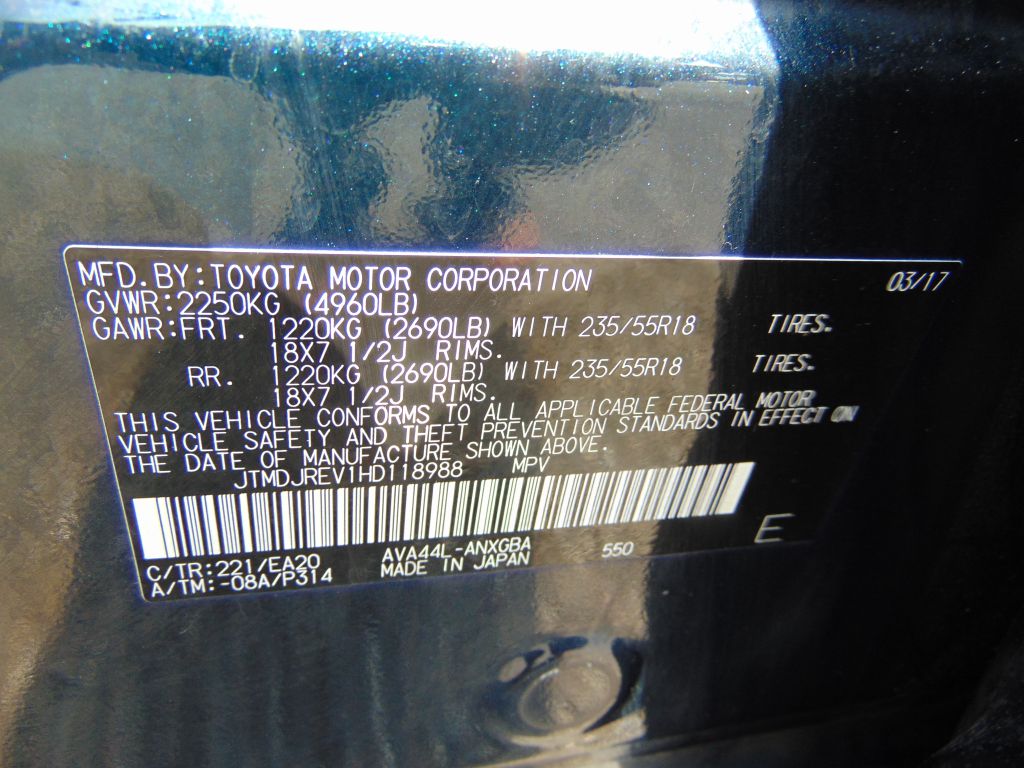 MFD.BY:TOYOTA MOTOR CORPORATION 03/17
GVWR:2250KG (4960LB)
GAWR:FRT. 1220KG (2690LB) WITH 235/55R18 TIRES.
18X7 1/2J RIMS.
RR. 1220KG (2690LB) WITH 235/55R18 TIRES.
18X7 1/2J RIMS.
THIS VEHICLE CONFORMS TO ALL APPLICABLE FEDERAL MOTOR
VEHICLE SAFETY AND THEFT PREVENTION STANDARDS IN EFFECT ON
THE DATE OF MANUFACTURE SHOWN ABOVE.
JTMDJREV1HD118988 MPV
C/TR:221/EA20 AVA44L-ANXGBA 550 E
A/TM:-08A/P314 MADE IN JAPAN